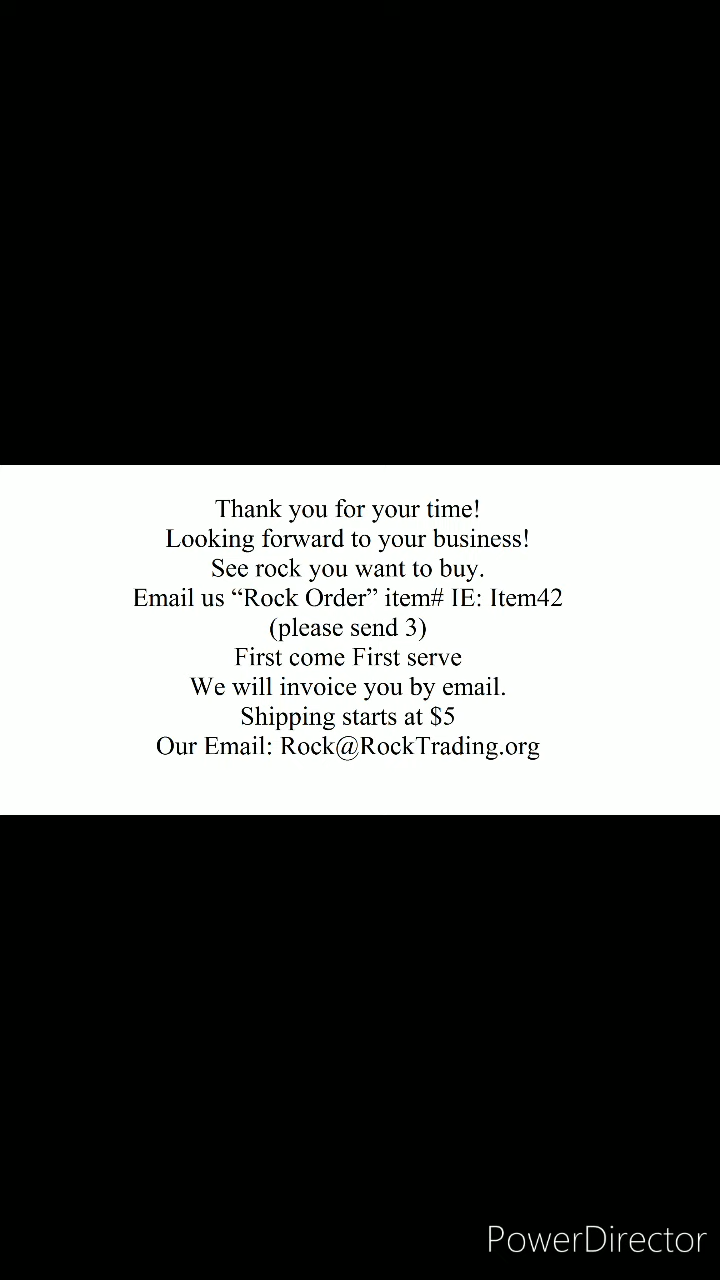 Thank you for your time!
Looking forward to your business!
See rock you want to buy.
Email us “Rock Order” item# IE: Item42
(please send 3)
First come First serve
We will invoice you by email.
Shipping starts at $5
Our Email: Rock@RockTrading.org
PowerDirector